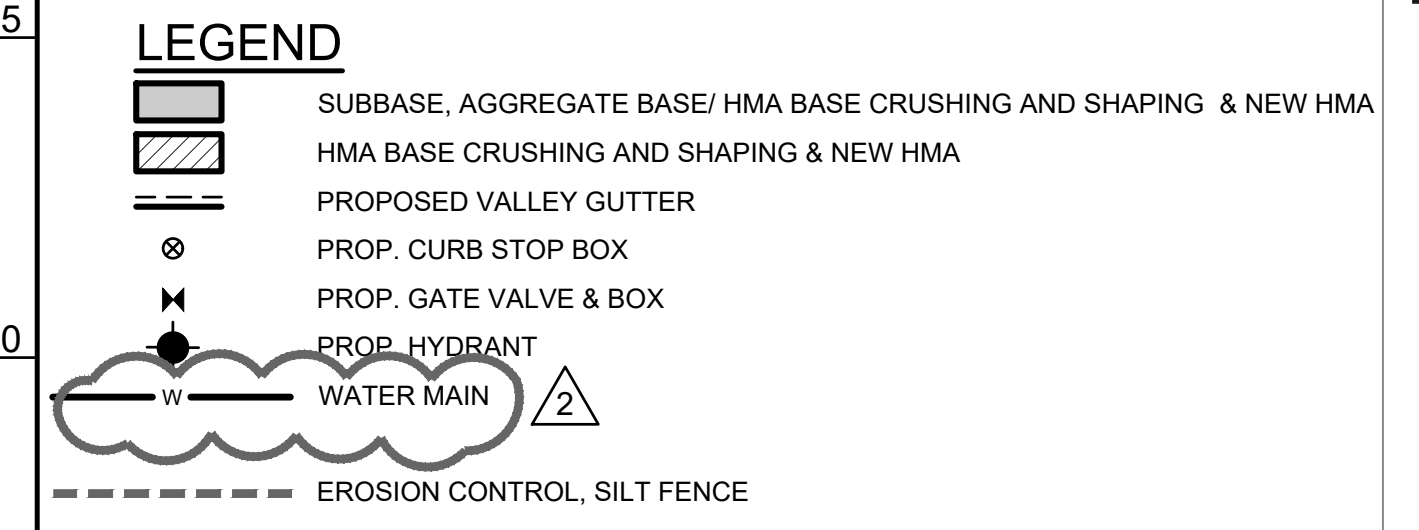 5
LEGEND
SUBBASE, AGGREGATE BASE/ HMA BASE CRUSHING AND SHAPING & NEW HMA
HMA BASE CRUSHING AND SHAPING & NEW HMA
PROPOSED VALLEY GUTTER
PROP. CURB STOP BOX
PROP. GATE VALVE & BOX
0
PROP. HYDRANT
W WATER MAIN 2
EROSION CONTROL, SILT FENCE